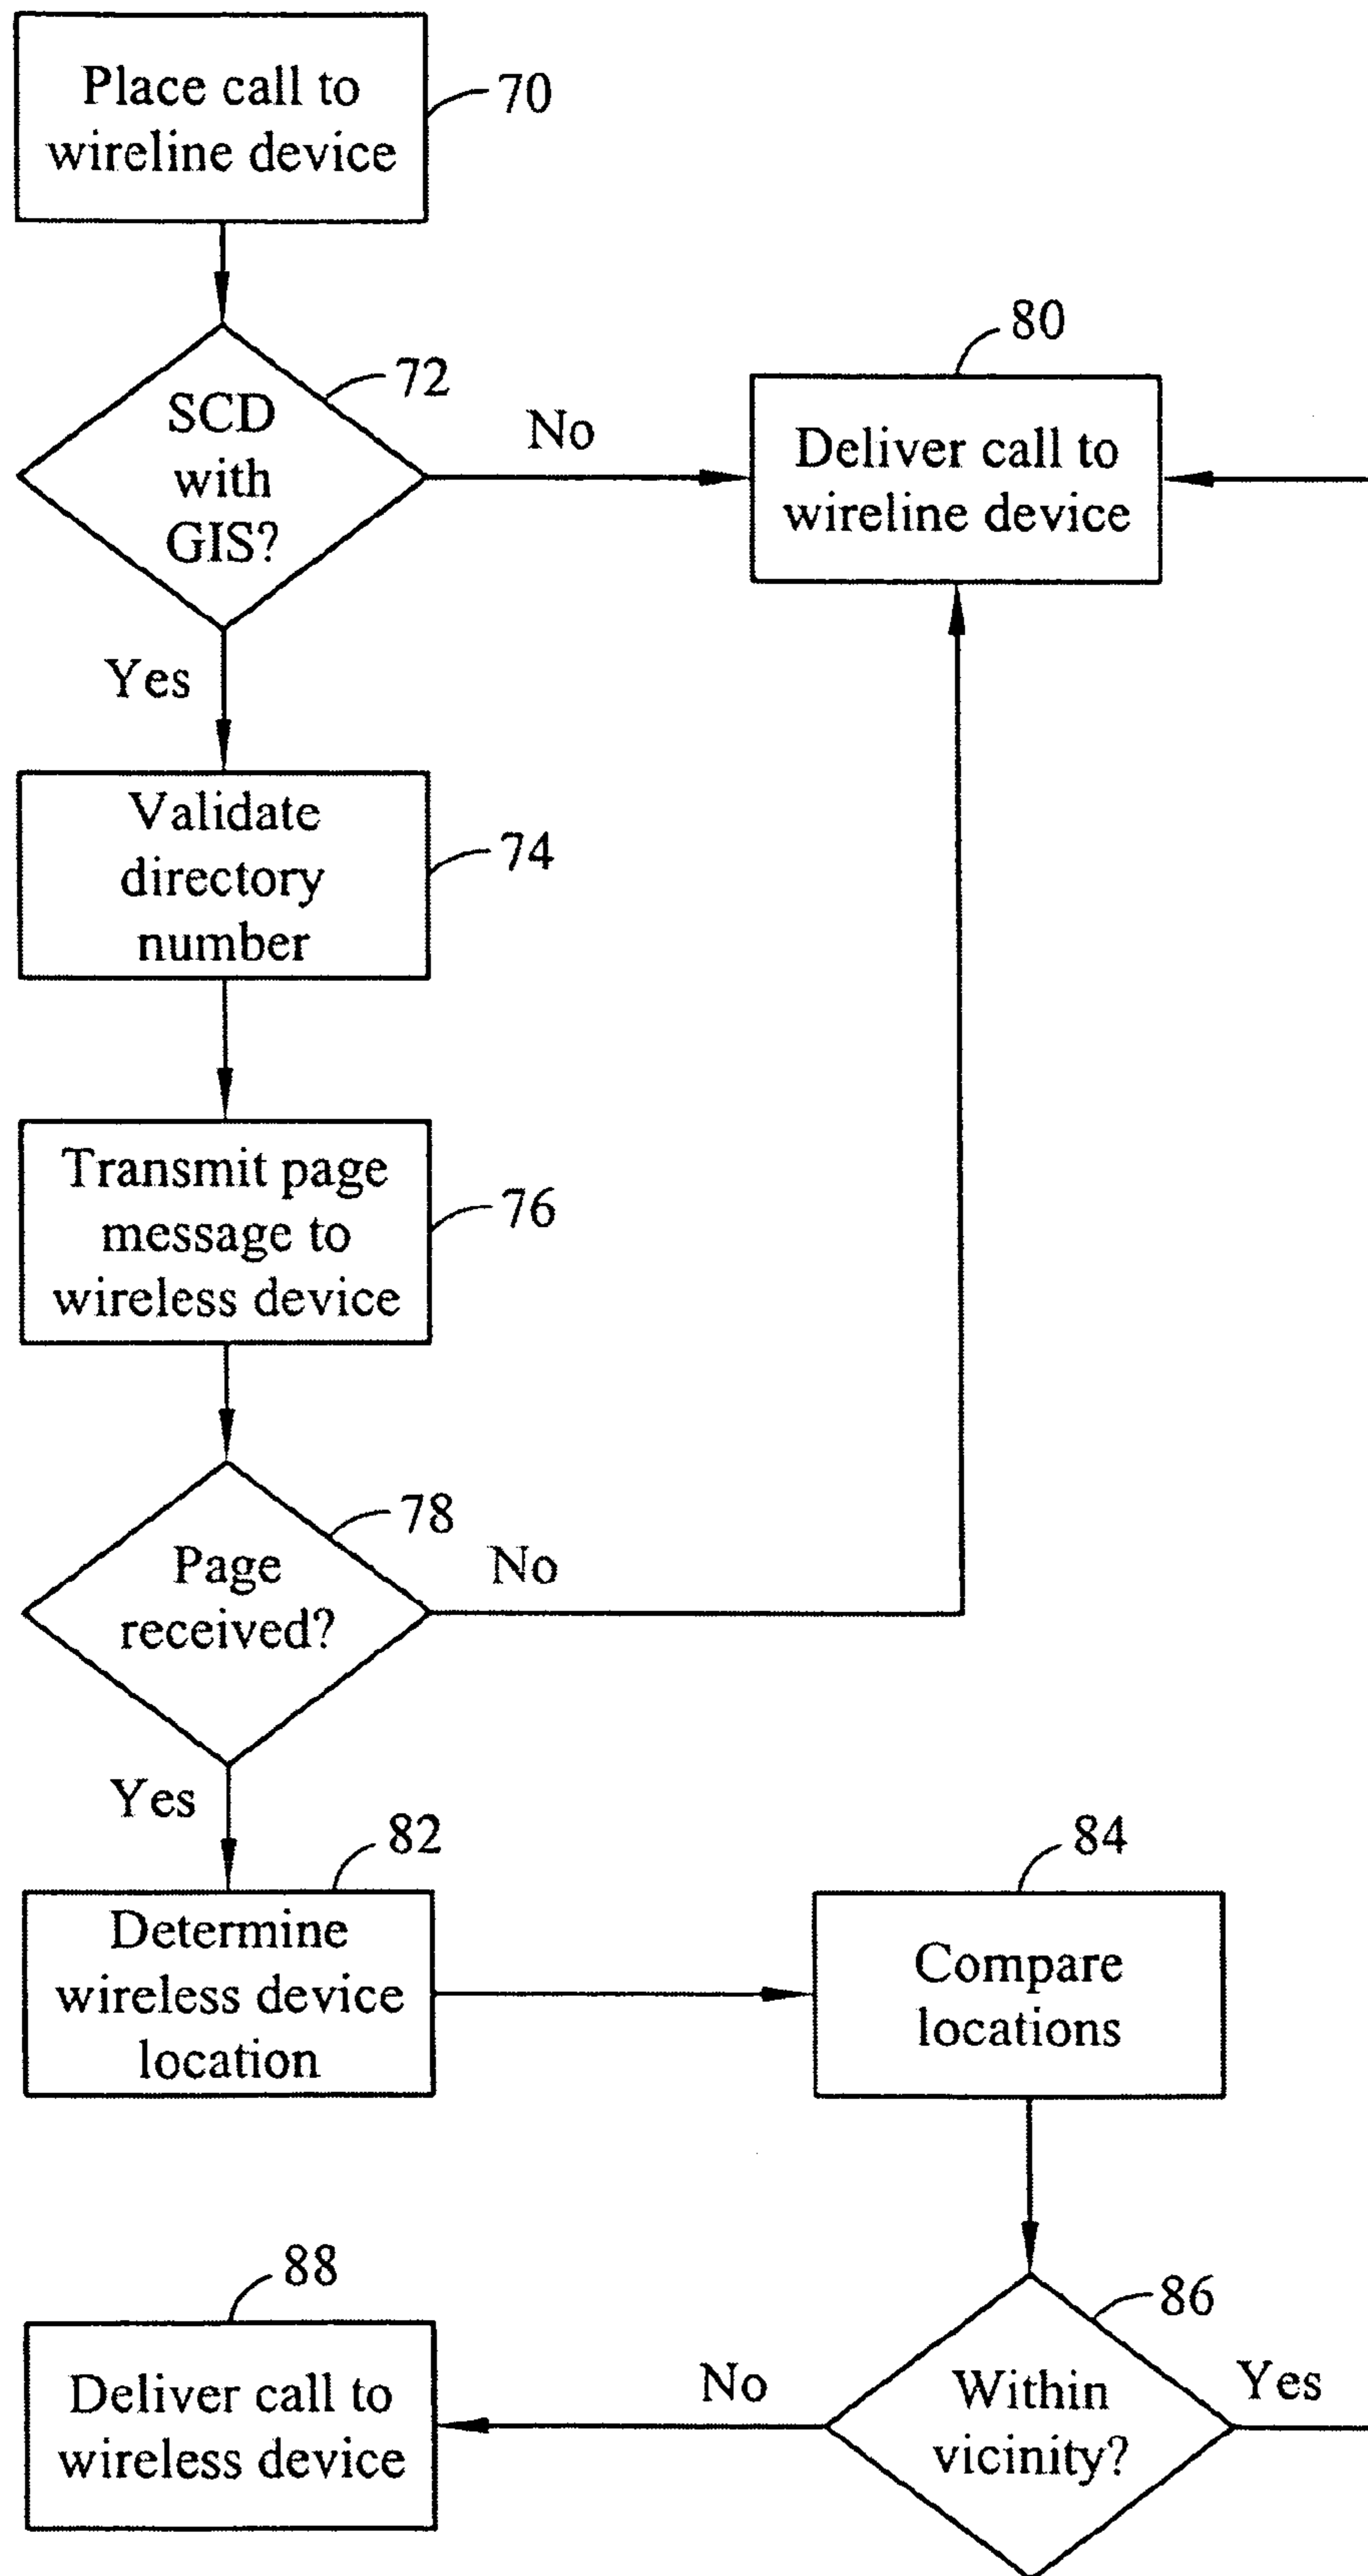 Place call to
wireline device
70
SCD
with
GIS?
72
No
80
Deliver call to
wireline device
Yes
Validate
directory
number
74
Transmit page
message to
wireless device
76
Page
received?
78
No
Yes
82
Determine
wireless device
location
84
Compare
locations
86
Within
vicinity?
Yes
No
88
Deliver call to
wireless device